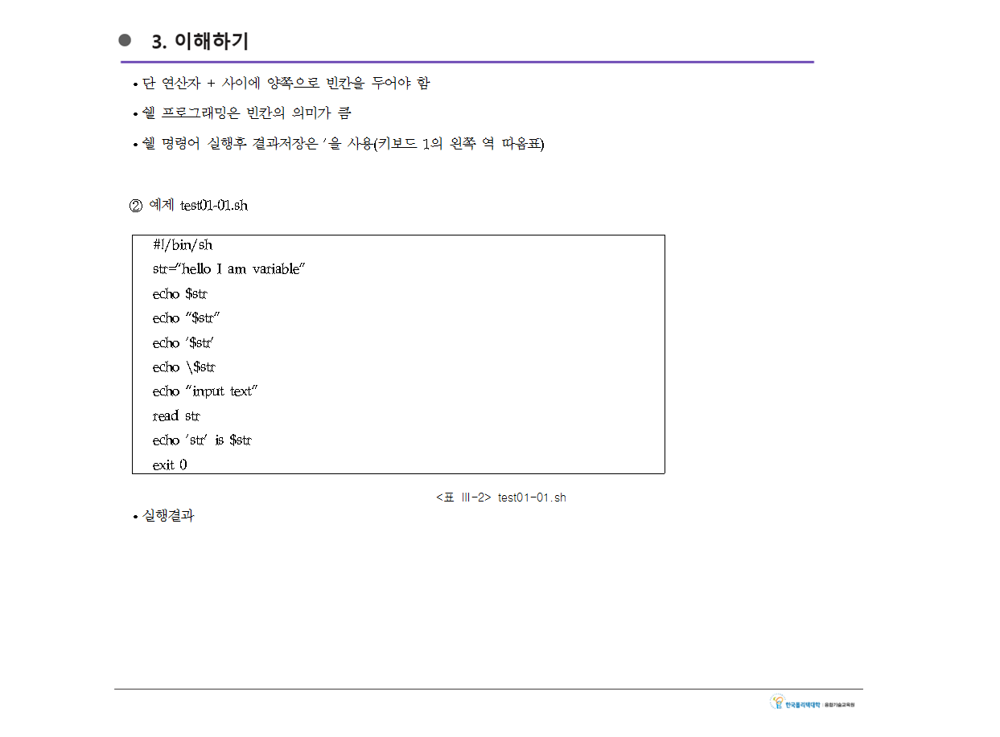 3. 이해하기
• 단 연산자 + 사이에 양쪽으로 빈칸을 두어야 함
• 쉘 프로그래밍은 빈칸의 의미가 큼
• 쉘 명령어 실행후 결과저장은 ′을 사용(키보드 1의 왼쪽 역 따옴표)
② 예제 test01-01.sh
#!/bin/sh
str=″hello I am variable″
echo $str
echo ″$str″
echo ′$str′
echo \$str
echo ″input text″
read str
echo ′str′ is $str
exit 0
<표 III-2> test01-01.sh
• 실행결과
한국폴리텍대학 | 융합기술교육원